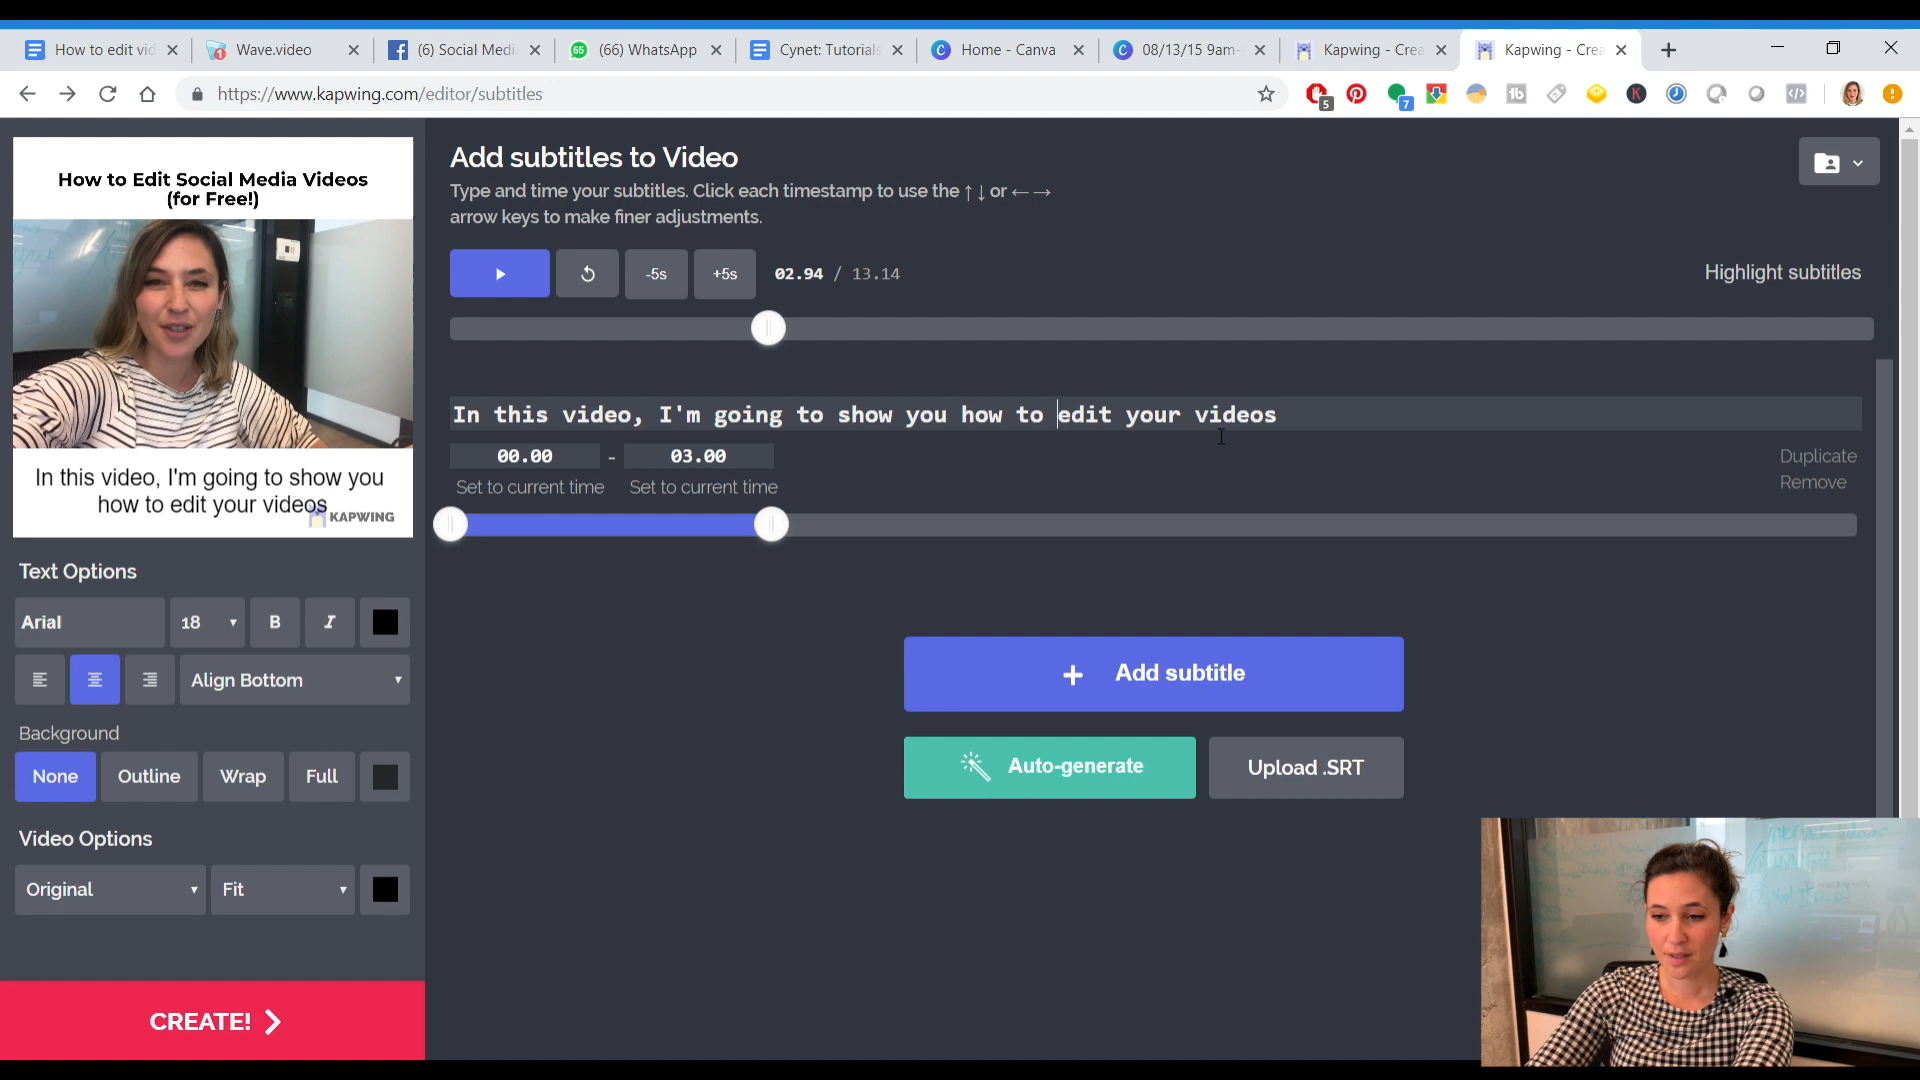 How to edit vid
Wave.video
(6) Social Medi
(66) WhatsApp
Cynet: Tutorials
Home - Canva
08/13/15 9am-
Kapwing - Crea
Kapwing - Crea
https://www.kapwing.com/editor/subtitles
5
7
How to Edit Social Media Videos
(for Free!)
In this video, I'm going to show you
how to edit your videos
KAPWING
Add subtitles to Video
Type and time your subtitles. Click each timestamp to use the ↑ ↓ or ← →
arrow keys to make finer adjustments.
-5s
+5s
02.94 / 13.14
Highlight subtitles
In this video, I'm going to show you how to edit your videos
00.00 - 03.00
Set to current time
Set to current time
Duplicate
Remove
+ Add subtitle
Auto-generate
Upload .SRT
Text Options
Arial
18
B
I
Align Bottom
Background
None
Outline
Wrap
Full
Video Options
Original
Fit
CREATE!